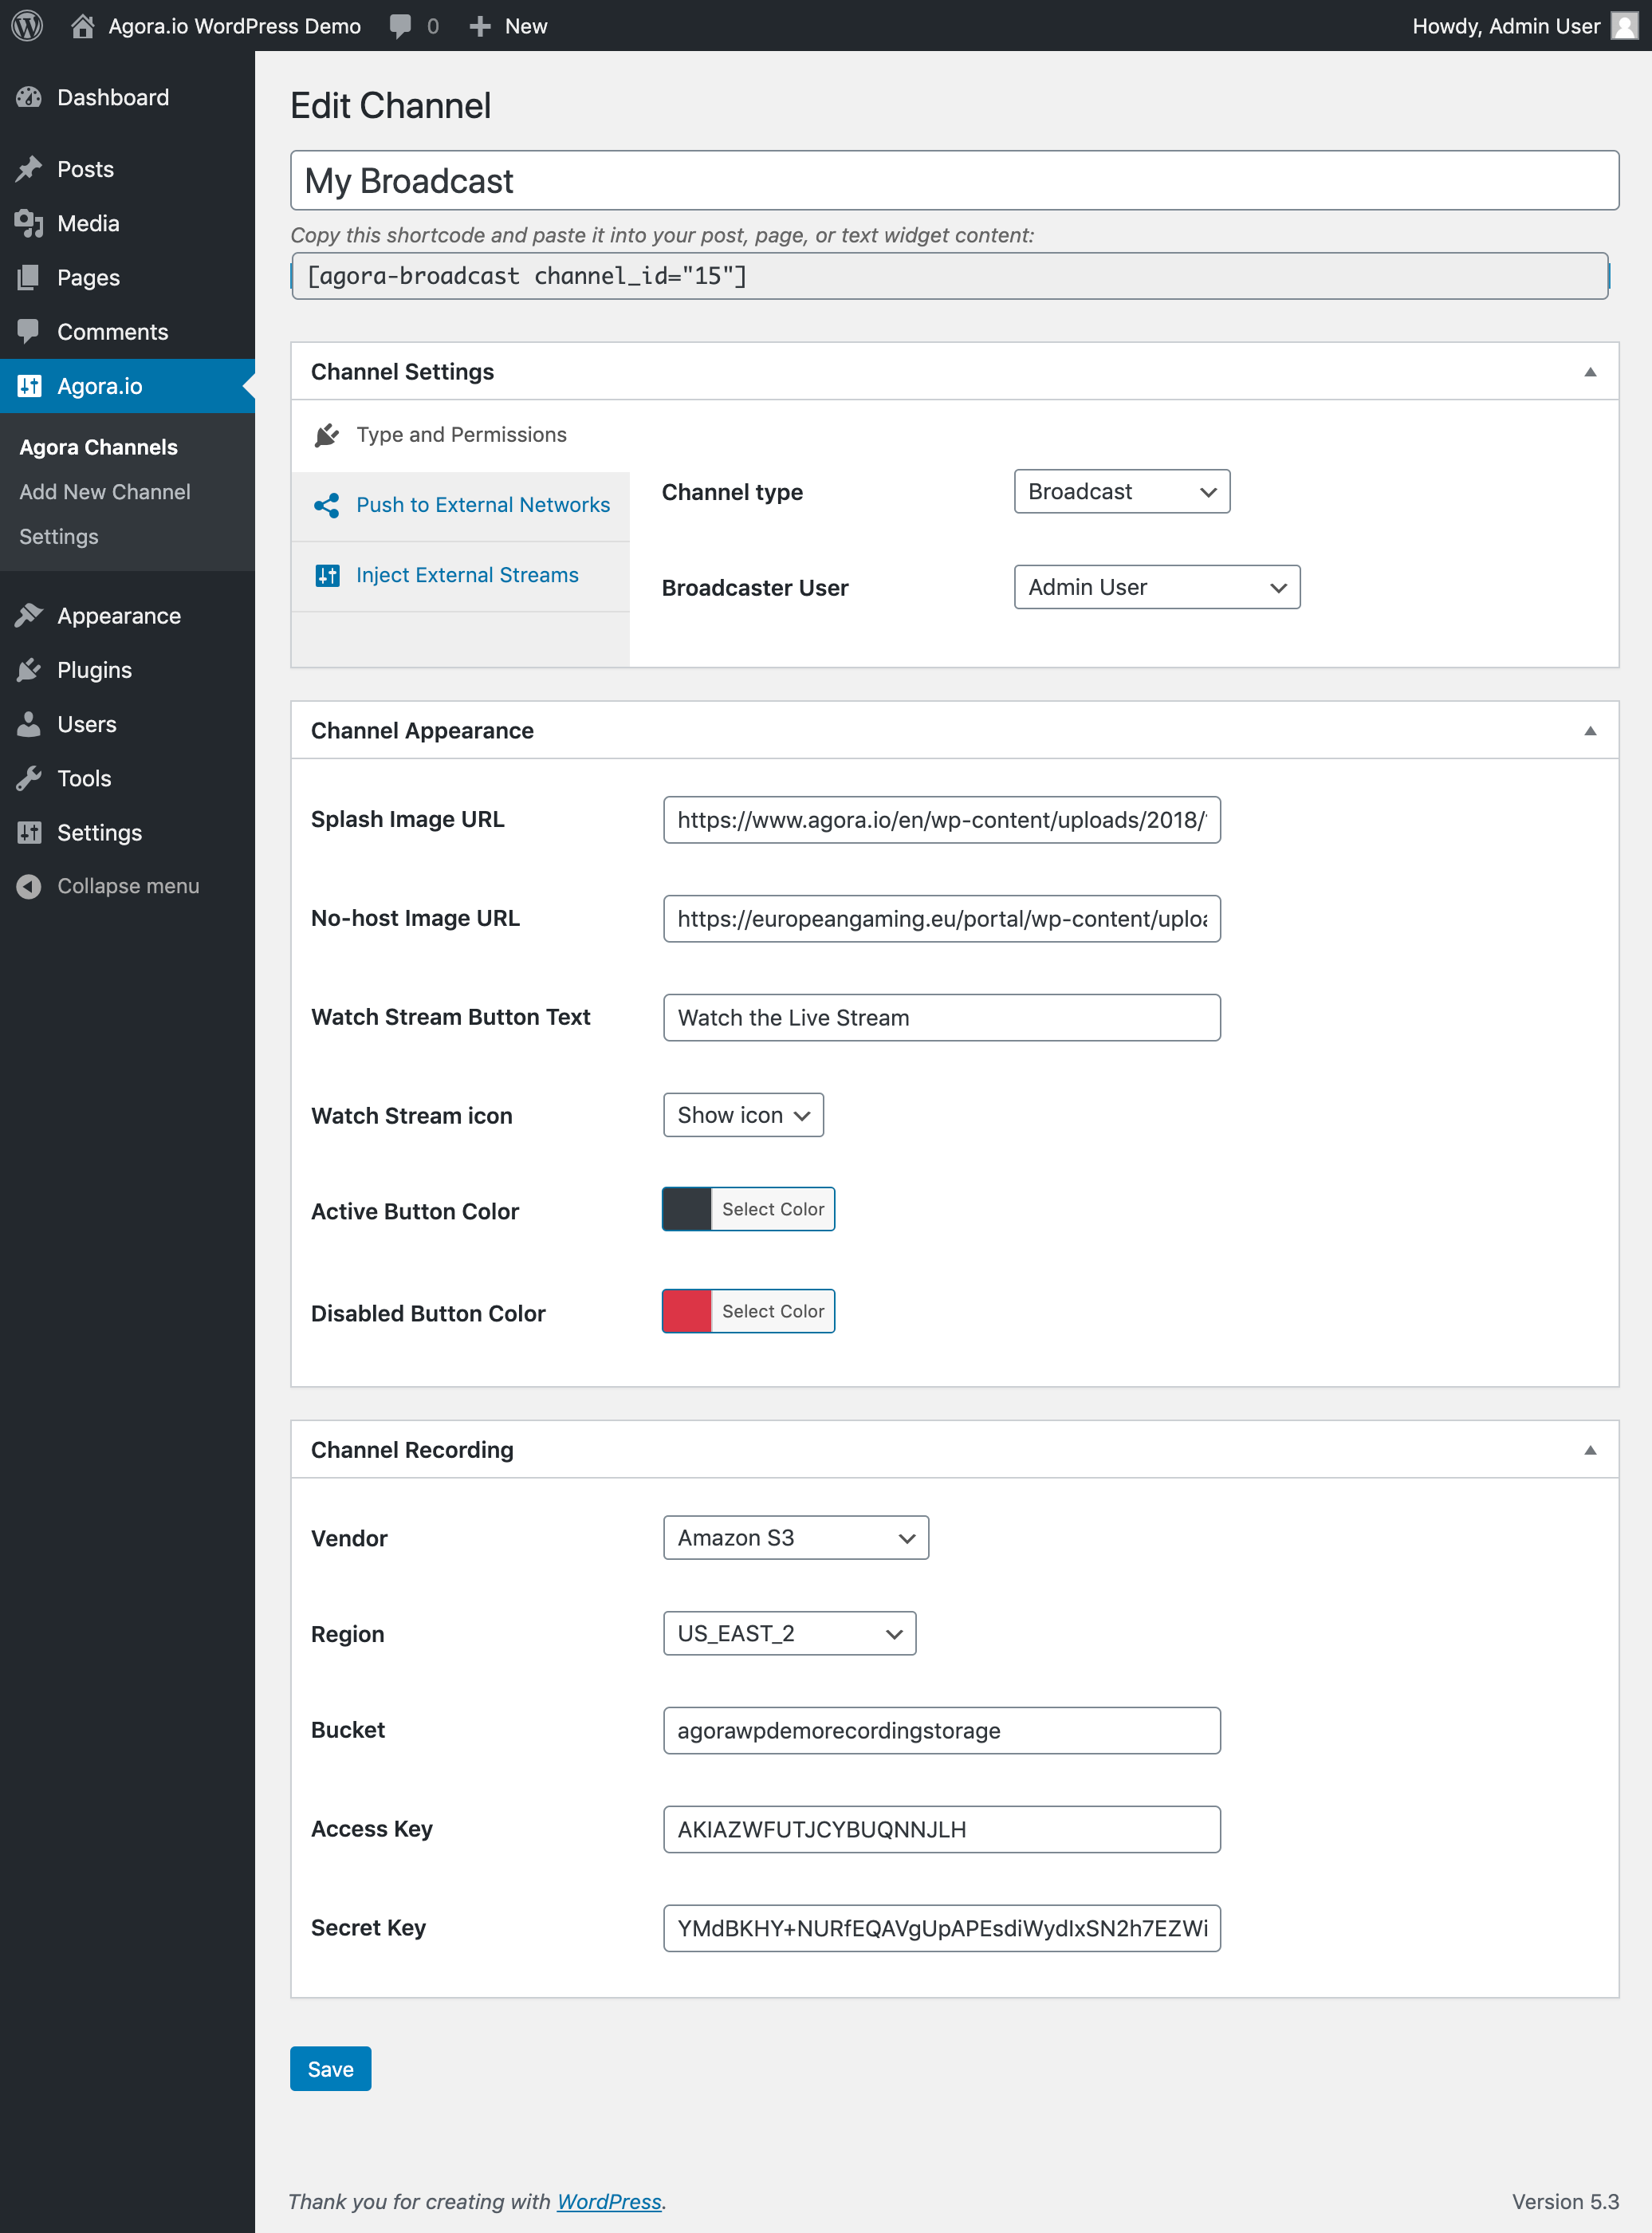 Agora.io WordPress Demo 0 New Howdy, Admin User
Dashboard
Posts
Media
Pages
Comments
Agora.io
Agora Channels
Add New Channel
Settings
Appearance
Plugins
Users
Tools
Settings
Collapse menu
Edit Channel
My Broadcast
Copy this shortcode and paste it into your post, page, or text widget content:
[agora-broadcast channel_id="15"]
Channel Settings
Type and Permissions
Push to External Networks
Inject External Streams
Channel type Broadcast
Broadcaster User Admin User
Channel Appearance
Splash Image URL https://www.agora.io/en/wp-content/uploads/2018/
No-host Image URL https://europeangaming.eu/portal/wp-content/uploa
Watch Stream Button Text Watch the Live Stream
Watch Stream icon Show icon
Active Button Color Select Color
Disabled Button Color Select Color
Channel Recording
Vendor Amazon S3
Region US_EAST_2
Bucket agorawpdemorecordingstorage
Access Key AKIAZWFUTJCYBUQNNJLH
Secret Key YMdBKHY+NURfEQAVgUpAPEsdiWydIxSN2h7EZWi
Save
Thank you for creating with WordPress. Version 5.3